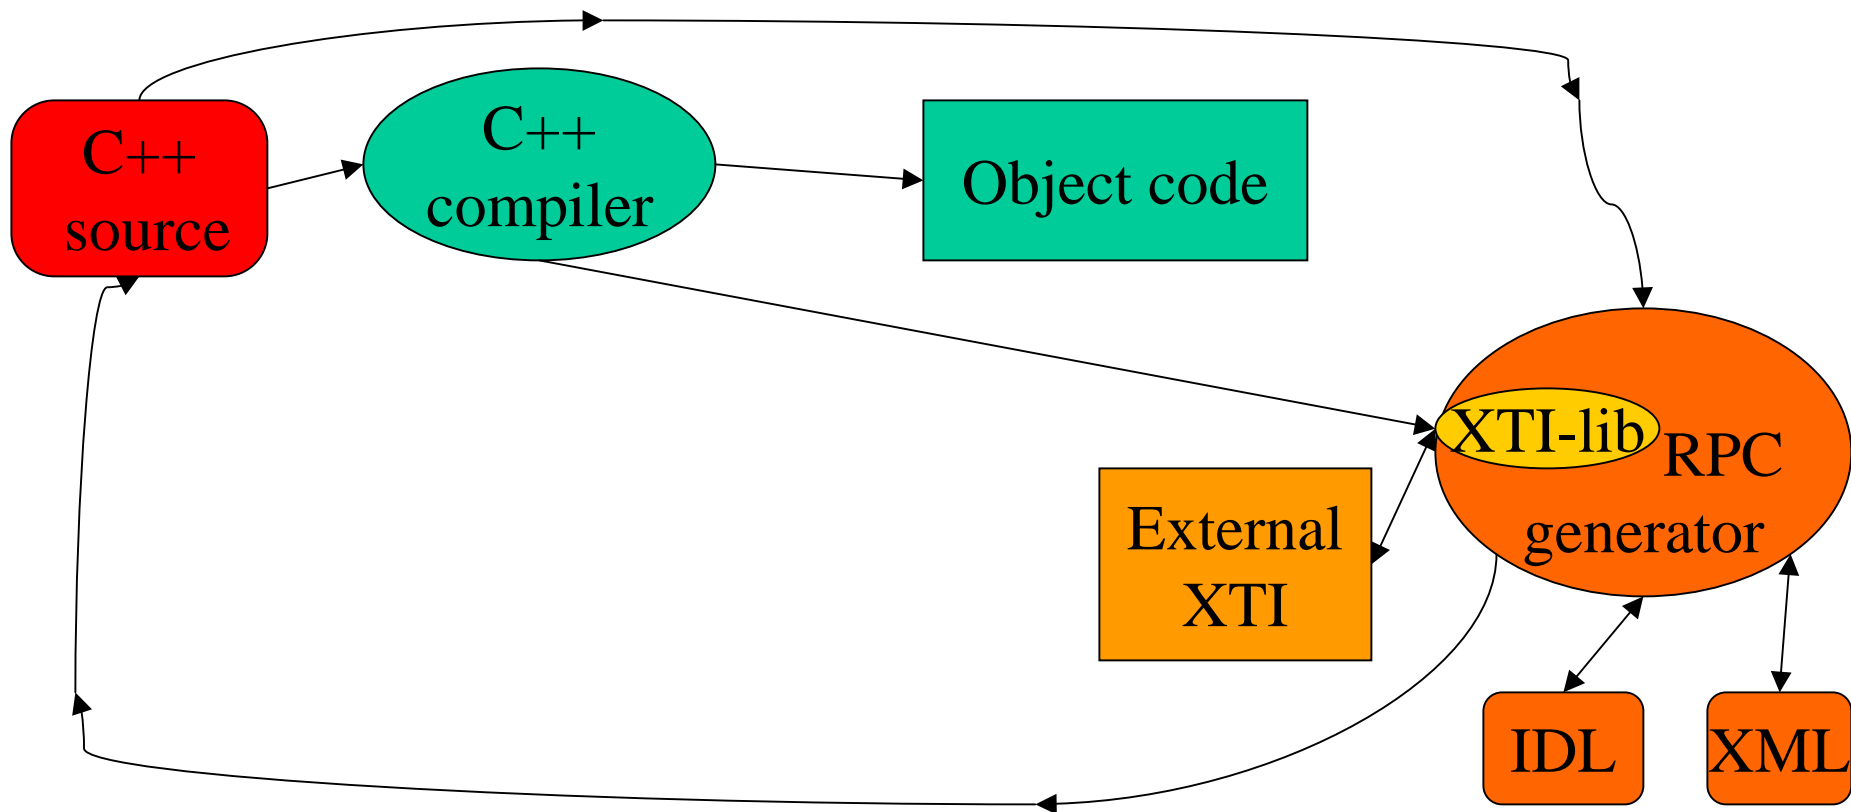 C++
source
C++
compiler
Object code
XTI-lib
RPC
generator
External
XTI
IDL
XML